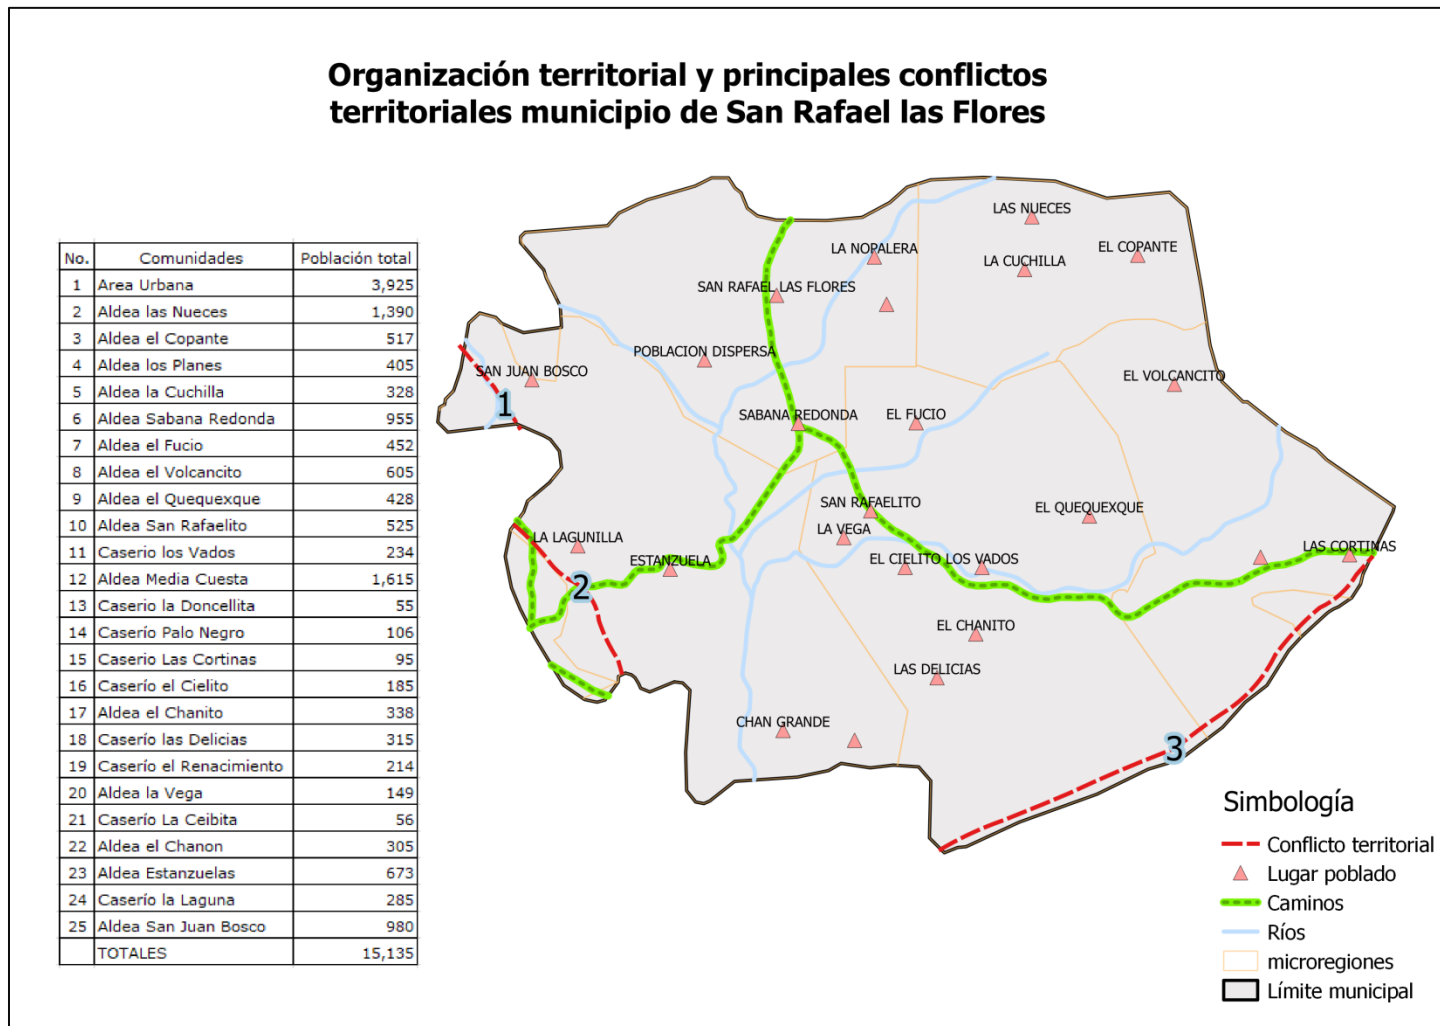 Organización territorial y principales conflictos
territoriales municipio de San Rafael las Flores
No. Comunidades Población total
1 Area Urbana 3,925
2 Aldea las Nueces 1,390
3 Aldea el Copante 517
4 Aldea los Planes 405
5 Aldea la Cuchilla 328
6 Aldea Sabana Redonda 955
7 Aldea el Fucio 452
8 Aldea el Volcancito 605
9 Aldea el Quequexque 428
10 Aldea San Rafaelito 525
11 Caserio los Vados 234
12 Aldea Media Cuesta 1,615
13 Caserio la Doncellita 55
14 Caserío Palo Negro 106
15 Caserio Las Cortinas 95
16 Caserío el Cielito 185
17 Aldea el Chanito 338
18 Caserío las Delicias 315
19 Caserío el Renacimiento 214
20 Aldea la Vega 149
21 Caserío La Ceibita 56
22 Aldea el Chanon 305
23 Aldea Estanzuelas 673
24 Caserío la Laguna 285
25 Aldea San Juan Bosco 980
TOTALES 15,135
LAS NUECES
LA NOPALERA
EL COPANTE
LA CUCHILLA
SAN RAFAEL LAS FLORES
POBLACION DISPERSA
SAN JUAN BOSCO
EL VOLCANCITO
1
SABANA REDONDA
EL FUCIO
SAN RAFAELITO
EL QUEQUEXQUE
LA VEGA
LA LAGUNILLA
LAS CORTINAS
ESTANZUELA
EL CIELITO
LOS VADOS
2
EL CHANITO
LAS DELICIAS
CHAN GRANDE
3
Simbología
Conflicto territorial
Lugar poblado
Caminos
Ríos
microregiones
Límite municipal